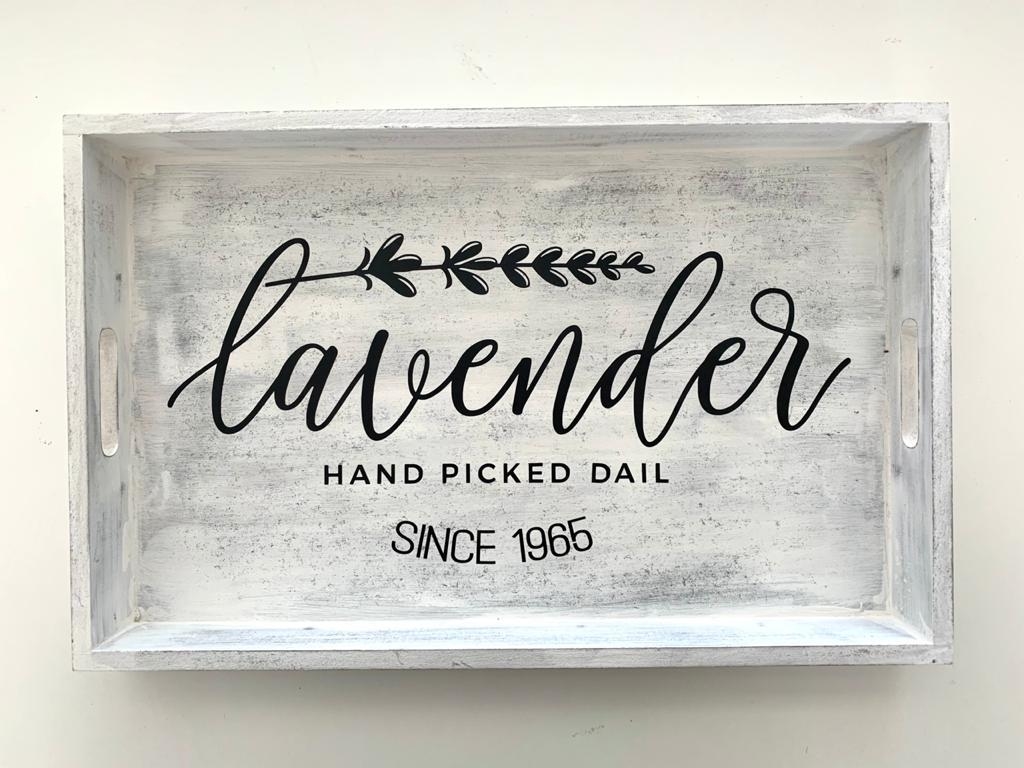 lavender
HAND PICKED DAIL
SINCE 1965